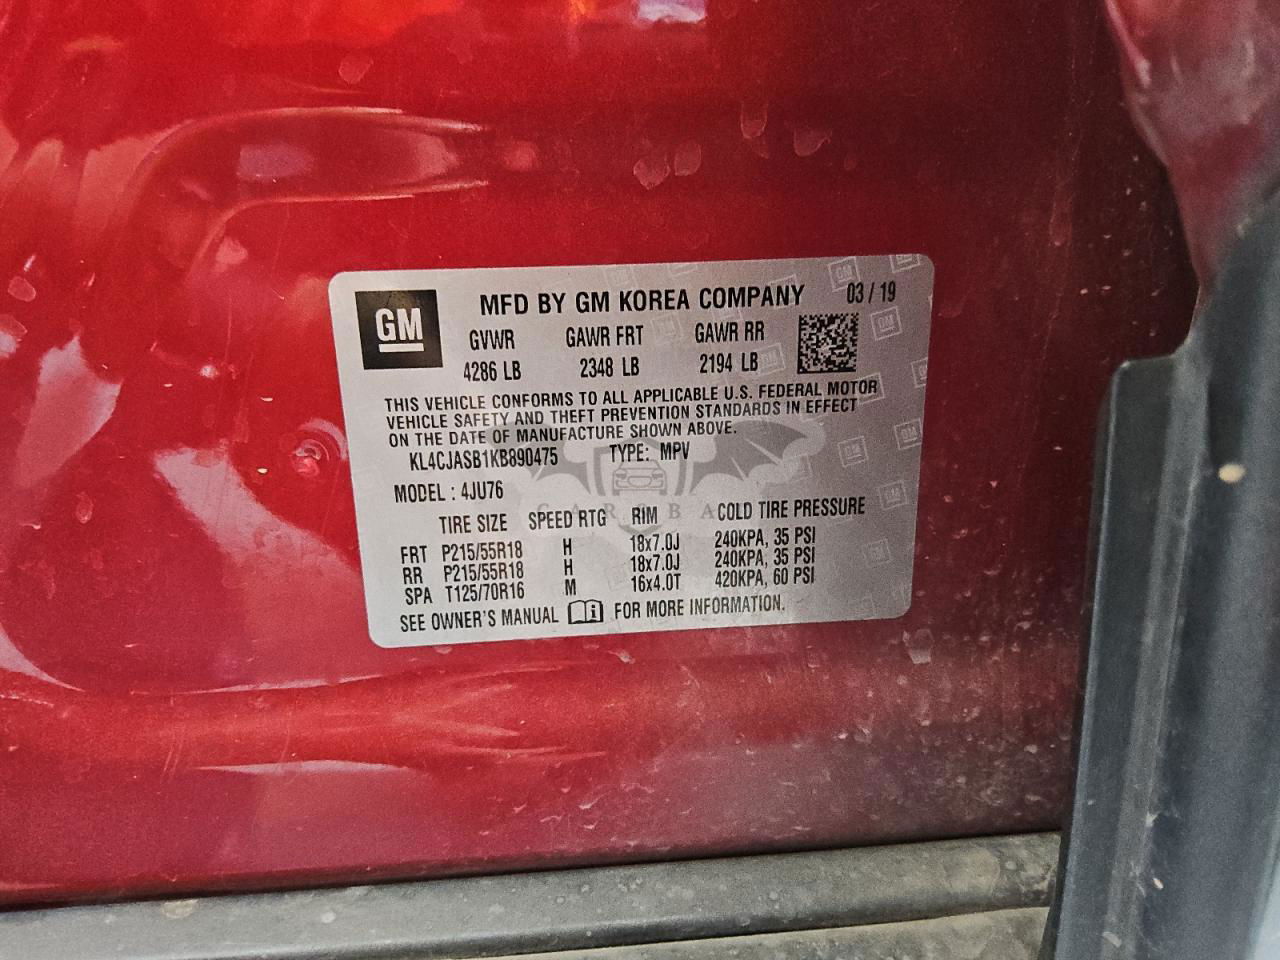 GM
MFD BY GM KOREA COMPANY 03 / 19
GVWR GAWR FRT GAWR RR
4286 LB 2348 LB 2194 LB
THIS VEHICLE CONFORMS TO ALL APPLICABLE U.S. FEDERAL MOTOR
VEHICLE SAFETY AND THEFT PREVENTION STANDARDS IN EFFECT
ON THE DATE OF MANUFACTURE SHOWN ABOVE.
KL4CJASB1KB890475 TYPE: MPV
MODEL : 4JU76
TIRE SIZE SPEED RTG RIM COLD TIRE PRESSURE
FRT P215/55R18 H 18x7.0J 240KPA, 35 PSI
RR P215/55R18 H 18x7.0J 240KPA, 35 PSI
SPA T125/70R16 M 16x4.0T 420KPA, 60 PSI
SEE OWNER'S MANUAL FOR MORE INFORMATION.